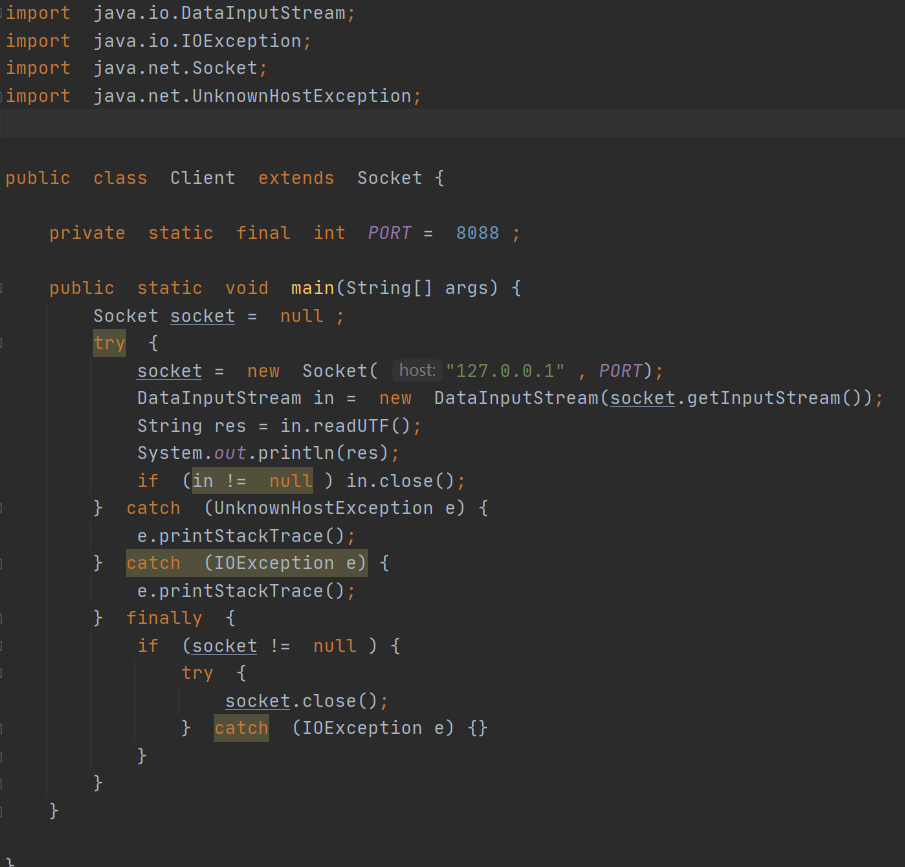 import  java.io.DataInputStream;
import  java.io.IOException;
import  java.net.Socket;
import  java.net.UnknownHostException;
public  class  Client  extends  Socket {
private  static  final  int  PORT =  8088 ;
public  static  void  main(String[] args) {
Socket socket =  null ;
try  {
socket =  new  Socket( host: "127.0.0.1" , PORT);
DataInputStream in =  new  DataInputStream(socket.getInputStream());
String res = in.readUTF();
System.out.println(res);
if  (in !=  null ) in.close();
}  catch  (UnknownHostException e) {
e.printStackTrace();
}  catch  (IOException e) {
e.printStackTrace();
}  finally  {
if  (socket !=  null ) {
try  {
socket.close();
}  catch  (IOException e) {}
}
}
}
}